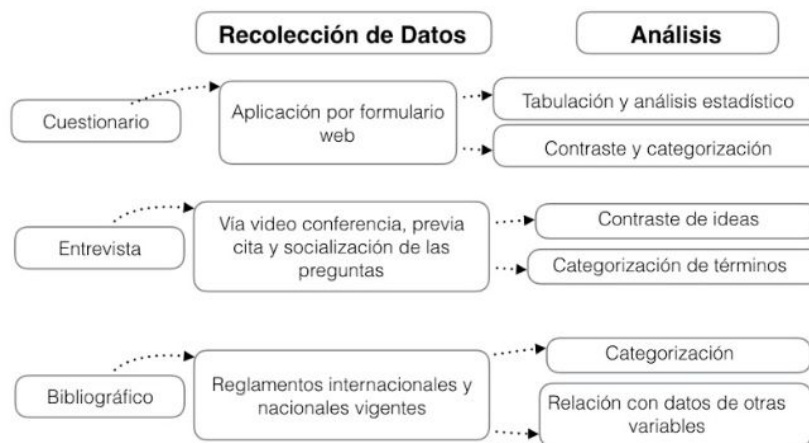 Recolección de Datos
Análisis
Cuestionario
Aplicación por formulario
web
Tabulación y análisis estadístico
Contraste y categorización
Entrevista
Vía video conferencia, previa
cita y socialización de las
preguntas
Contraste de ideas
Categorización de términos
Bibliográfico
Reglamentos internacionales y
nacionales vigentes
Categorización
Relación con datos de otras
variables